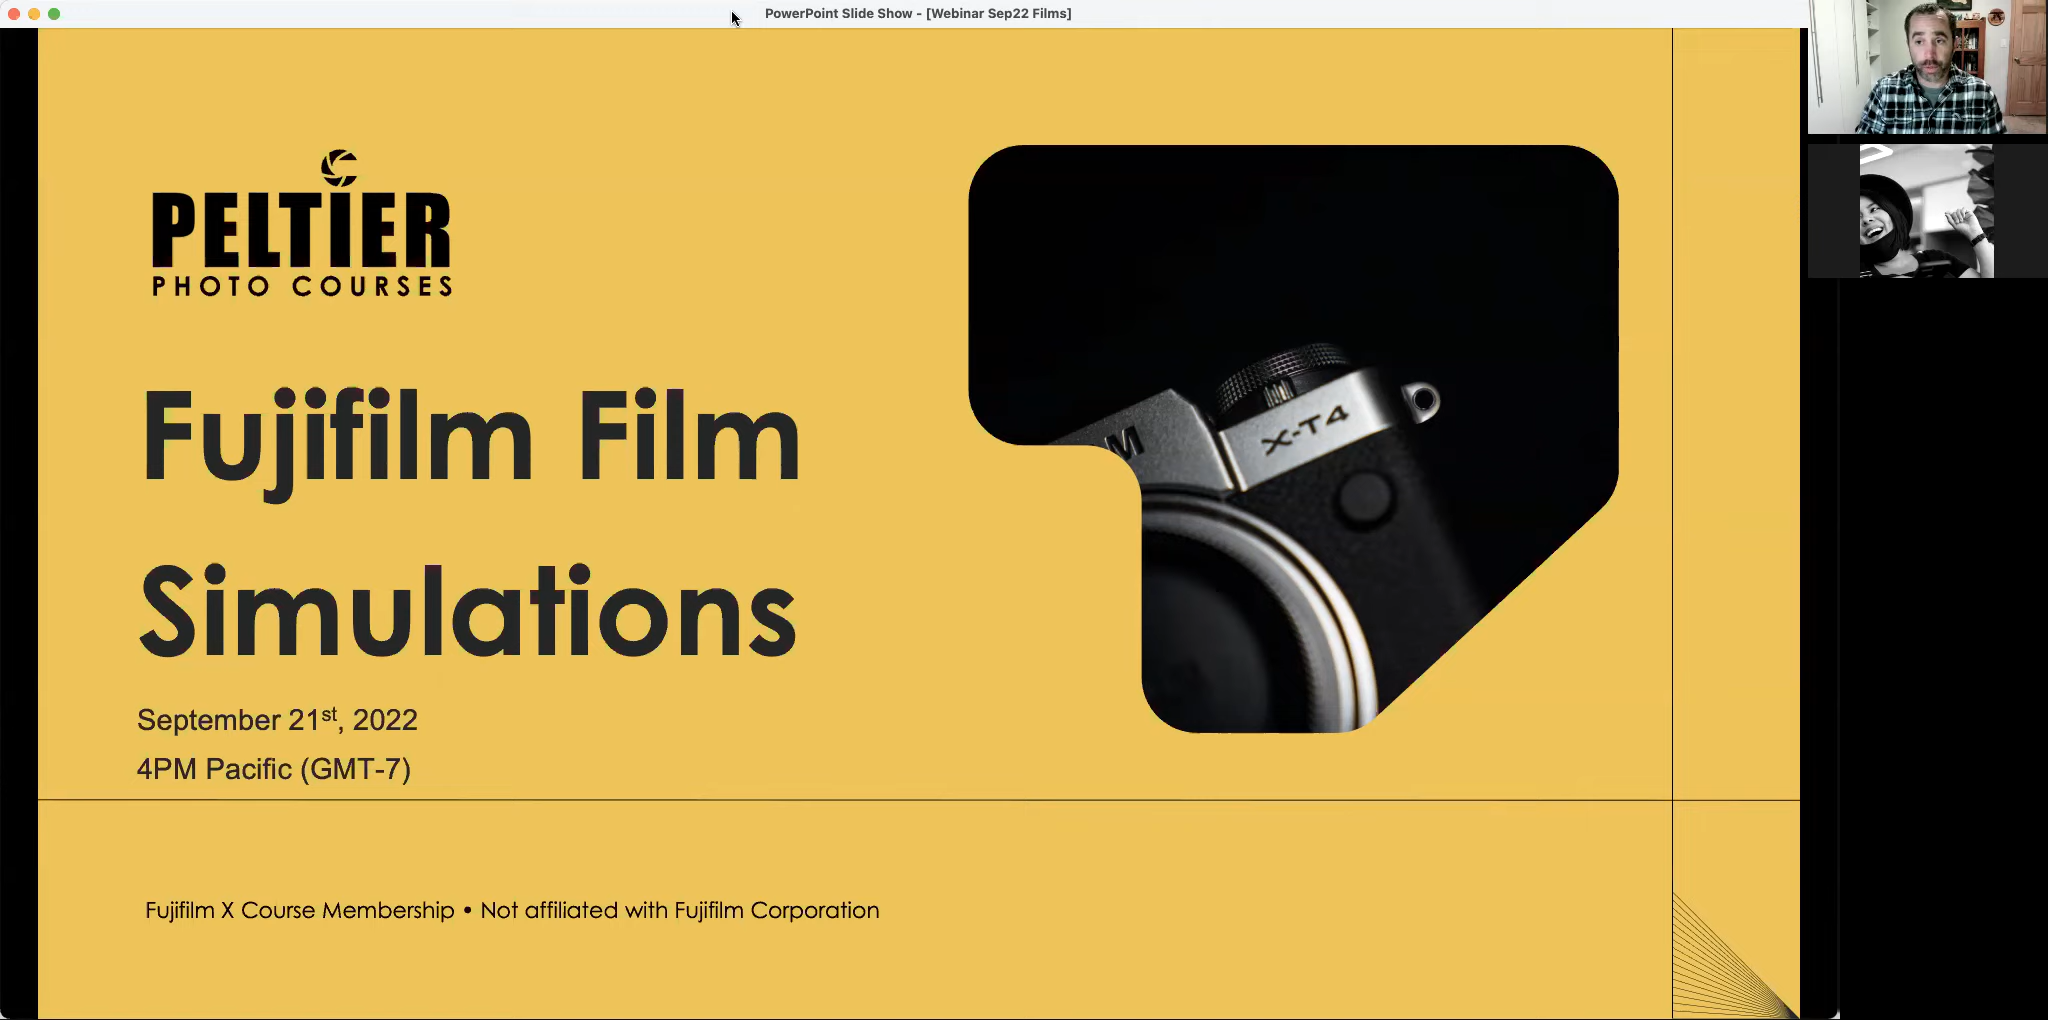 PowerPoint Slide Show - [Webinar Sep22 Films]
PELTIER
PHOTO COURSES
Fujifilm Film
Simulations
September 21st, 2022
4PM Pacific (GMT-7)
M
X-T4
Fujifilm X Course Membership • Not affiliated with Fujifilm Corporation